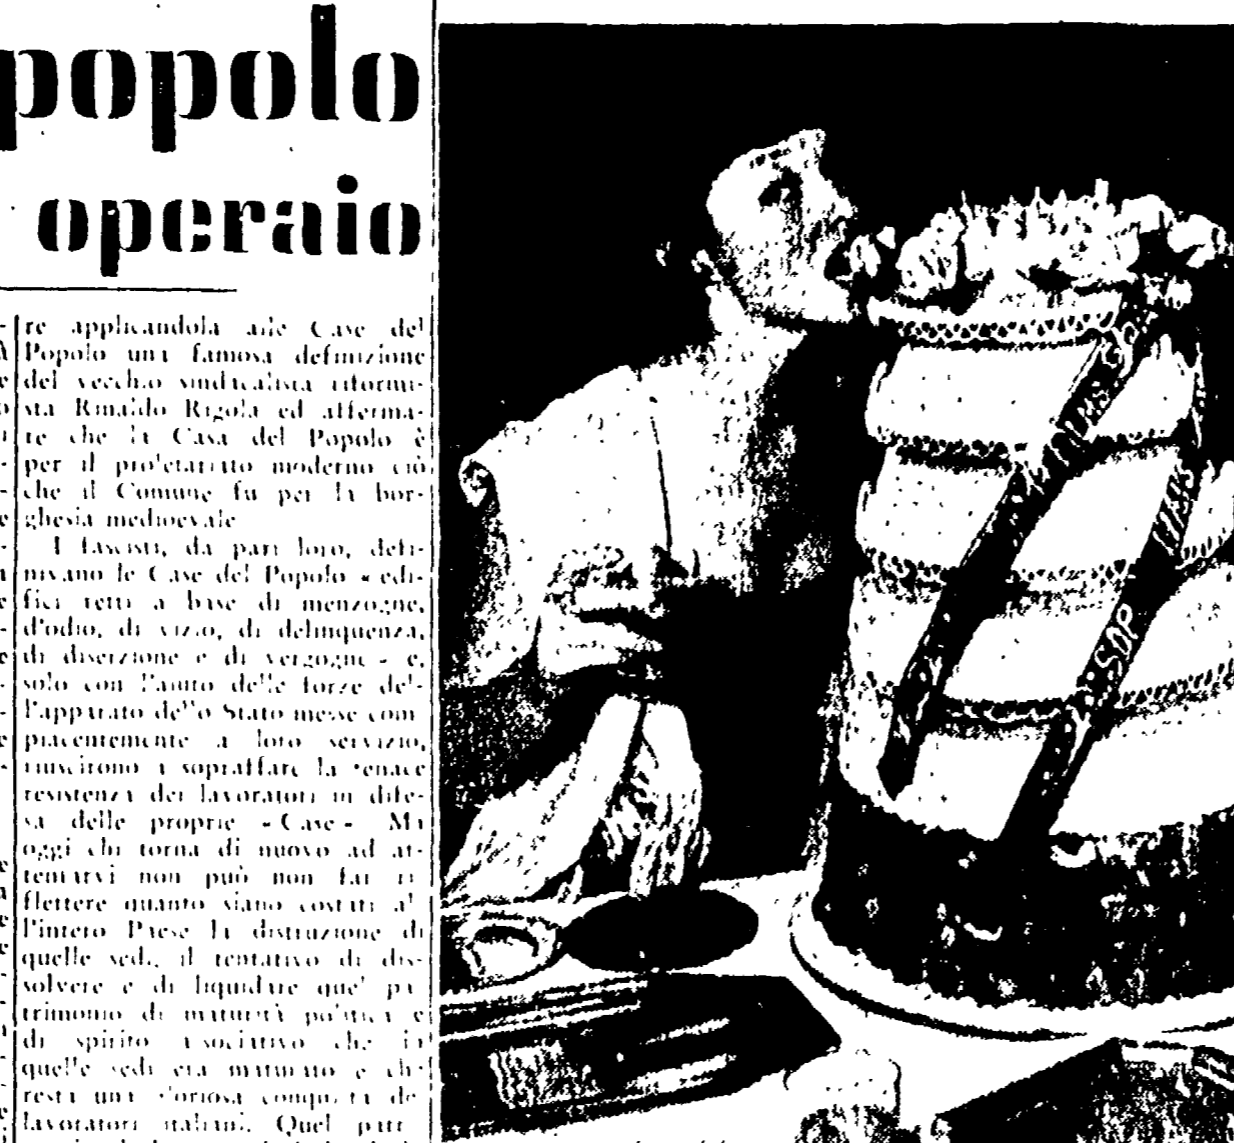 popolo
operaio
re applicandola alle Case del
Popolo una famosa definizione
del vecchio sindacalista riformi-
sta Rinaldo Rigola ed afferma-
re che la Casa del Popolo è
per il proletariato moderno ciò
che il Comune fu per la bor-
ghesia medioevale
I fascisti, da pari loro, defi-
nivano le Case del Popolo « edi-
fici retti a base di menzogne,
d'odio, di vizio, di delinquenza,
di diserzione e di vergogne » e,
solo con l'aiuto delle forze del-
l'apparato dello Stato messe com
piacentemente a loro servizio,
riuscirono a sopraffare la tenace
resistenza dei lavoratori in dife-
sa delle proprie « Case » Ma
oggi chi torna di nuovo ad at-
tentarvi non può non far ri
flettere quanto siano costati al
l'intero Paese la distruzione di
quelle sedi, il tentativo di dis-
solvere e di liquidare quel pa
trimonio di maturità politica e
di spirito associativo che in
quelle sedi era maturato e che
resta una gloriosa conquista dei
lavoratori italiani. Quel patri
SOP